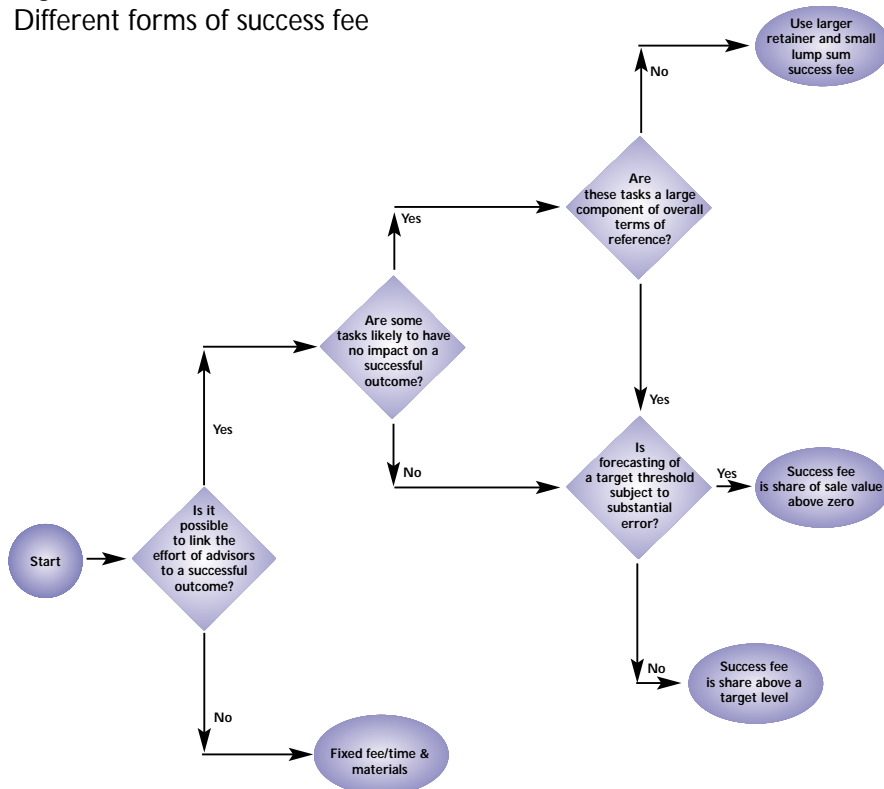 Different forms of success fee
Use larger
retainer and small
lump sum
success fee
No
Are
these tasks a large
component of overall
terms of
reference?
Yes
Are some
tasks likely to have
no impact on a
successful
outcome?
Yes
No
Is
forecasting of
a target threshold
subject to
substantial
error?
Yes
Success fee
is share of sale value
above zero
Yes
Is it
possible
to link the
effort of advisors
to a successful
outcome?
Start
No
Success fee
is share above a
target level
No
Fixed fee/time &
materials